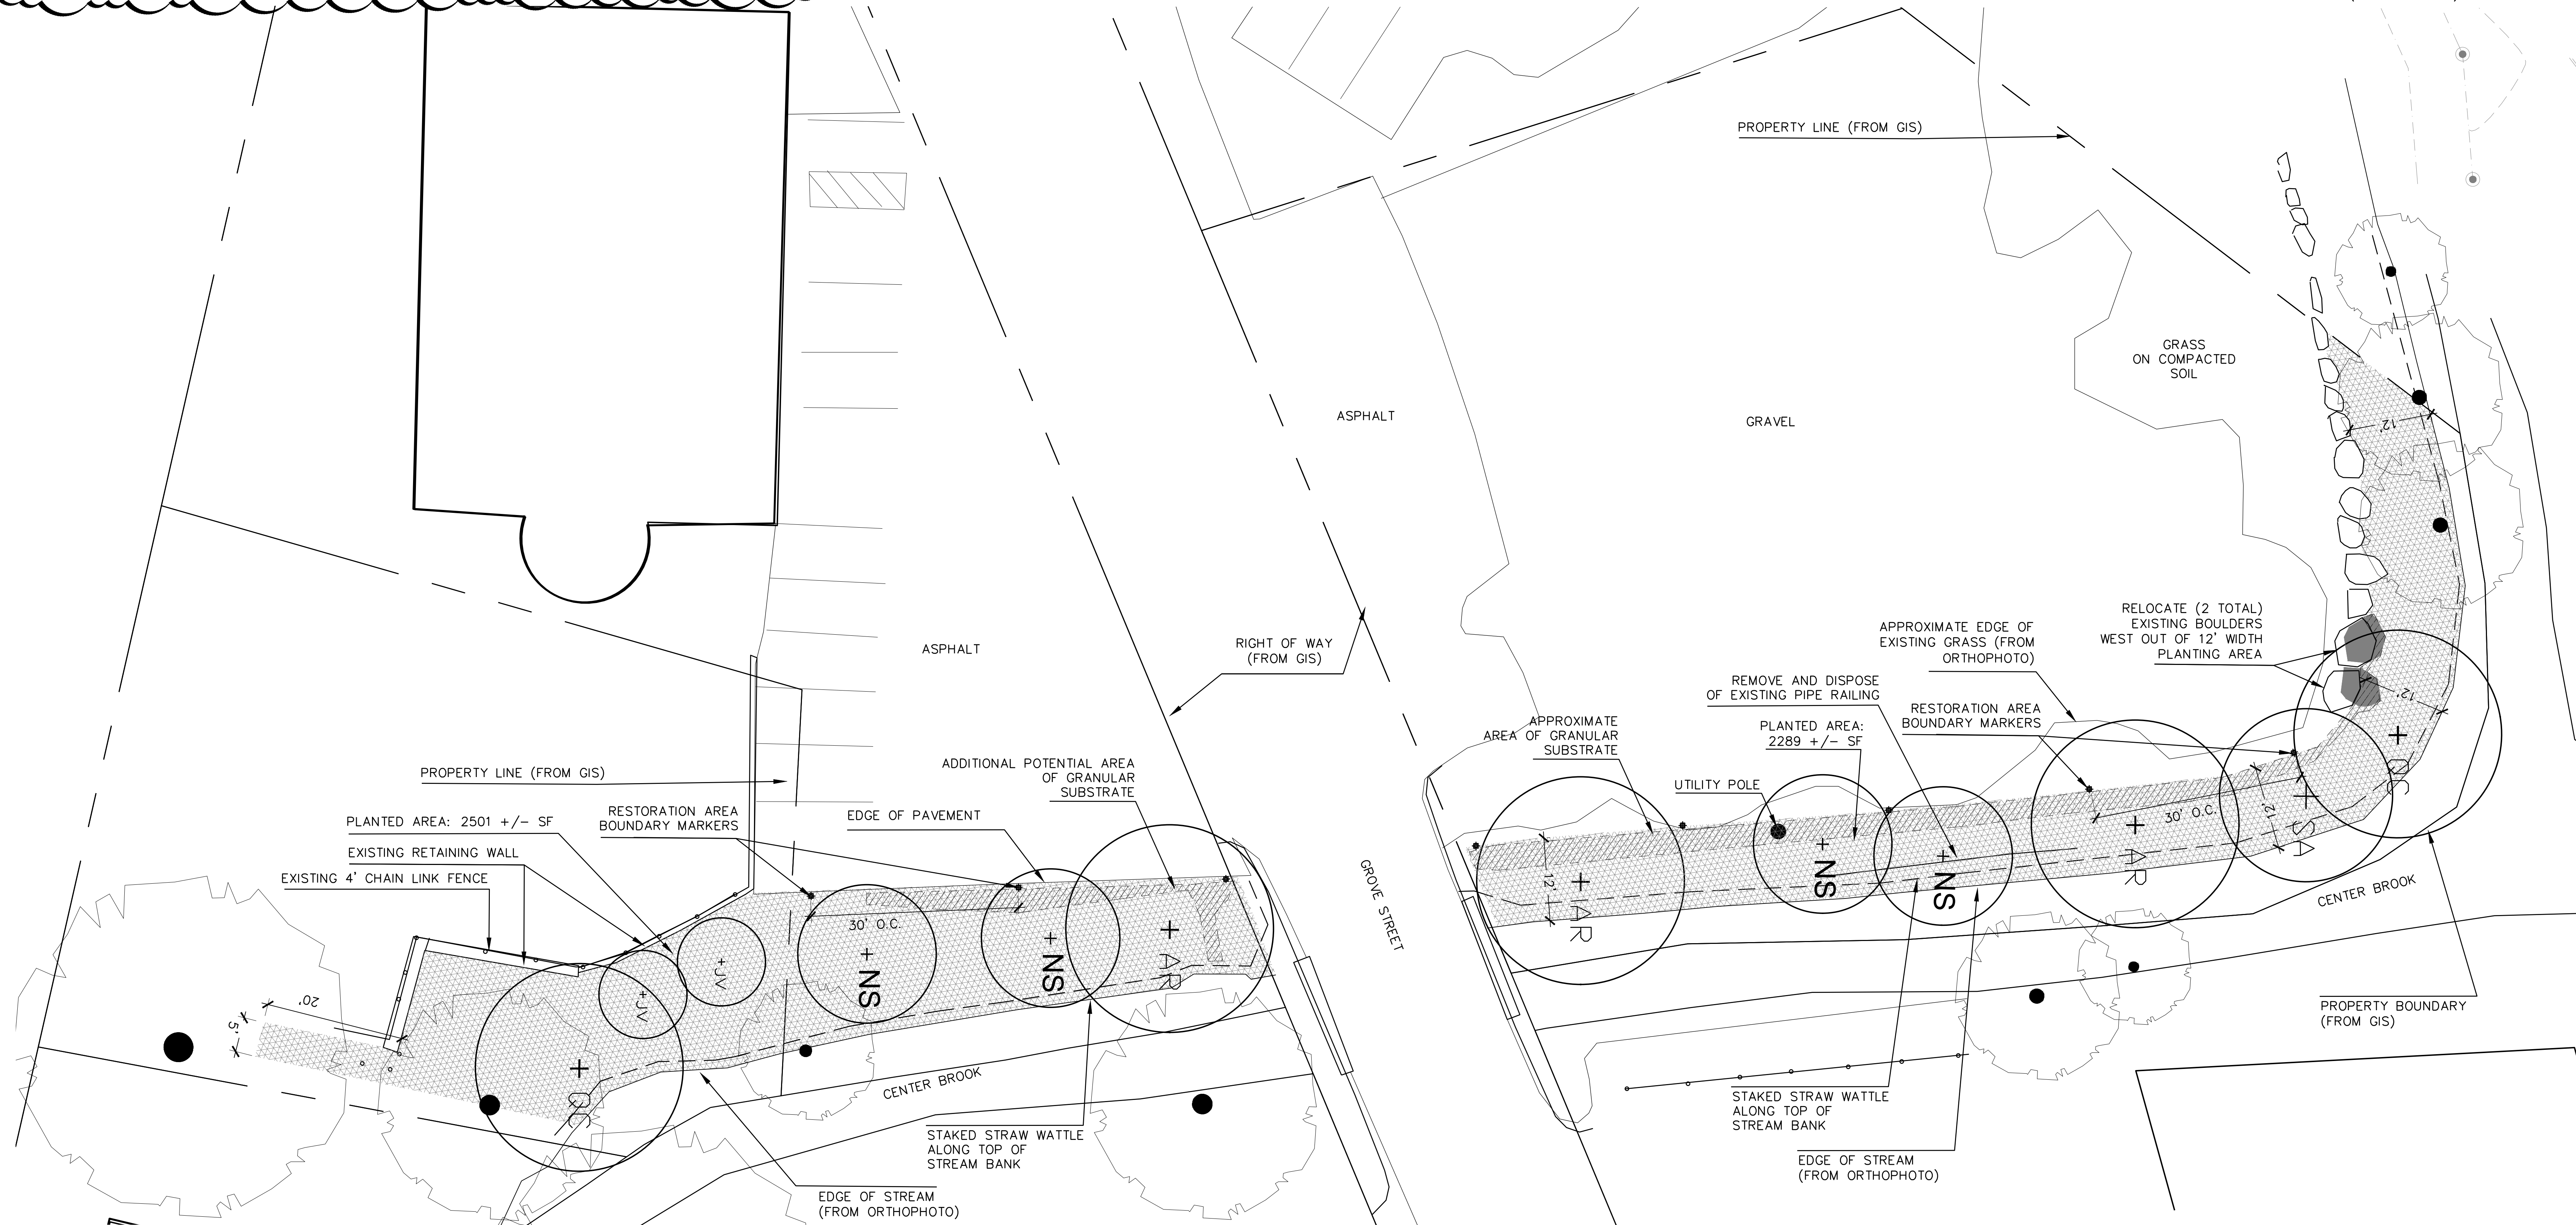 PROPERTY LINE (FROM GIS)
GRASS
ON COMPACTED
SOIL
ASPHALT
GRAVEL
12'
RIGHT OF WAY
(FROM GIS)
ASPHALT
RELOCATE (2 TOTAL)
EXISTING BOULDERS
WEST OUT OF 12' WIDTH
PLANTING AREA
APPROXIMATE EDGE OF
EXISTING GRASS (FROM
ORTHOPHOTO)
REMOVE AND DISPOSE
OF EXISTING PIPE RAILING
RESTORATION AREA
BOUNDARY MARKERS
12'
APPROXIMATE
AREA OF GRANULAR
SUBSTRATE
PLANTED AREA:
2289 +/- SF
UTILITY POLE
PROPERTY LINE (FROM GIS)
ADDITIONAL POTENTIAL AREA
OF GRANULAR
SUBSTRATE
RESTORATION AREA
BOUNDARY MARKERS
EDGE OF PAVEMENT
PLANTED AREA: 2501 +/- SF
EXISTING RETAINING WALL
EXISTING 4' CHAIN LINK FENCE
30' O.C.
12'
30' O.C.
12'
GROVE STREET
AR
NS
NS
AR
SA
QB
JV
JV
NS
NS
AR
QB
20'
5'
CENTER BROOK
CENTER BROOK
STAKED STRAW WATTLE
ALONG TOP OF
STREAM BANK
EDGE OF STREAM
(FROM ORTHOPHOTO)
STAKED STRAW WATTLE
ALONG TOP OF
STREAM BANK
EDGE OF STREAM
(FROM ORTHOPHOTO)
PROPERTY BOUNDARY
(FROM GIS)